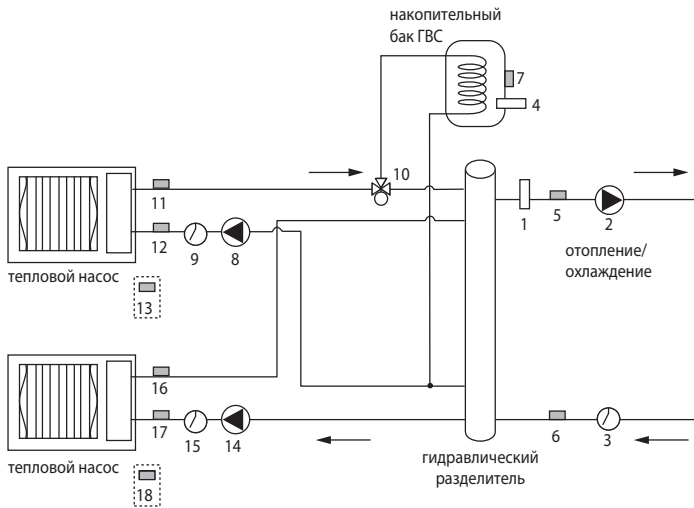 накопительный
бак ГВС
7
4
10
11
12
9
8
1
5
2
отопление/
охлаждение
тепловой насос
13
16
17
15
14
6
3
тепловой насос
18
гидравлический
разделитель